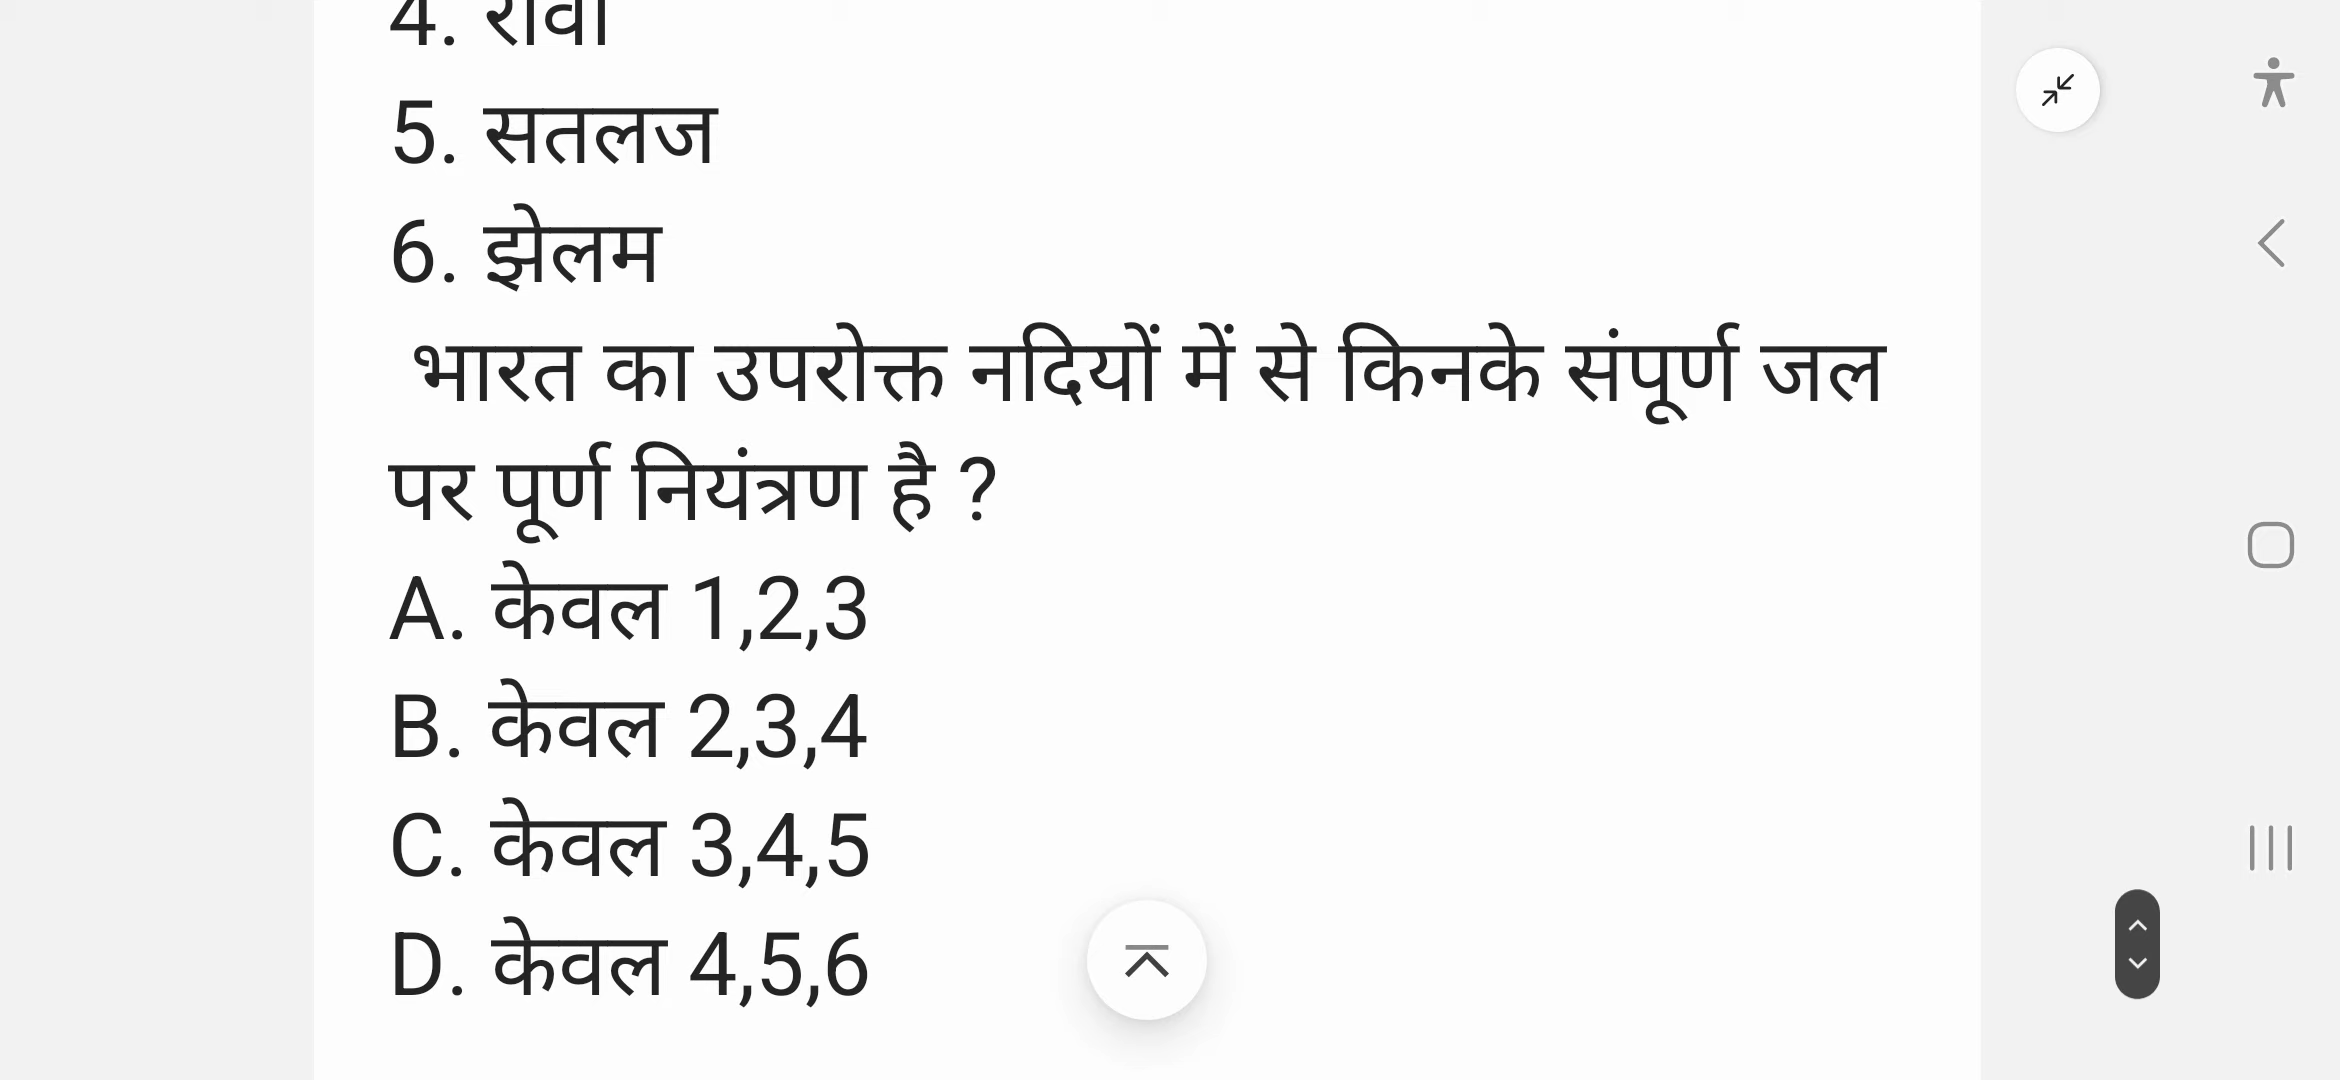 4. रावी
5. सतलज
6. झेलम
भारत का उपरोक्त नदियों में से किनके संपूर्ण जल
पर पूर्ण नियंत्रण है ?
A. केवल 1,2,3
B. केवल 2,3,4
C. केवल 3,4,5
D. केवल 4,5,6